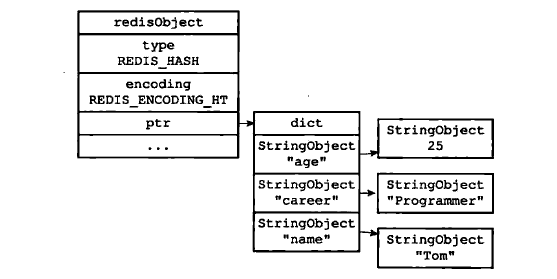 redisObject
type
REDIS_HASH
encoding
REDIS_ENCODING_HT
ptr
...
dict
StringObject
"age"
StringObject
"career"
StringObject
"name"
StringObject
25
StringObject
"Programmer"
StringObject
"Tom"